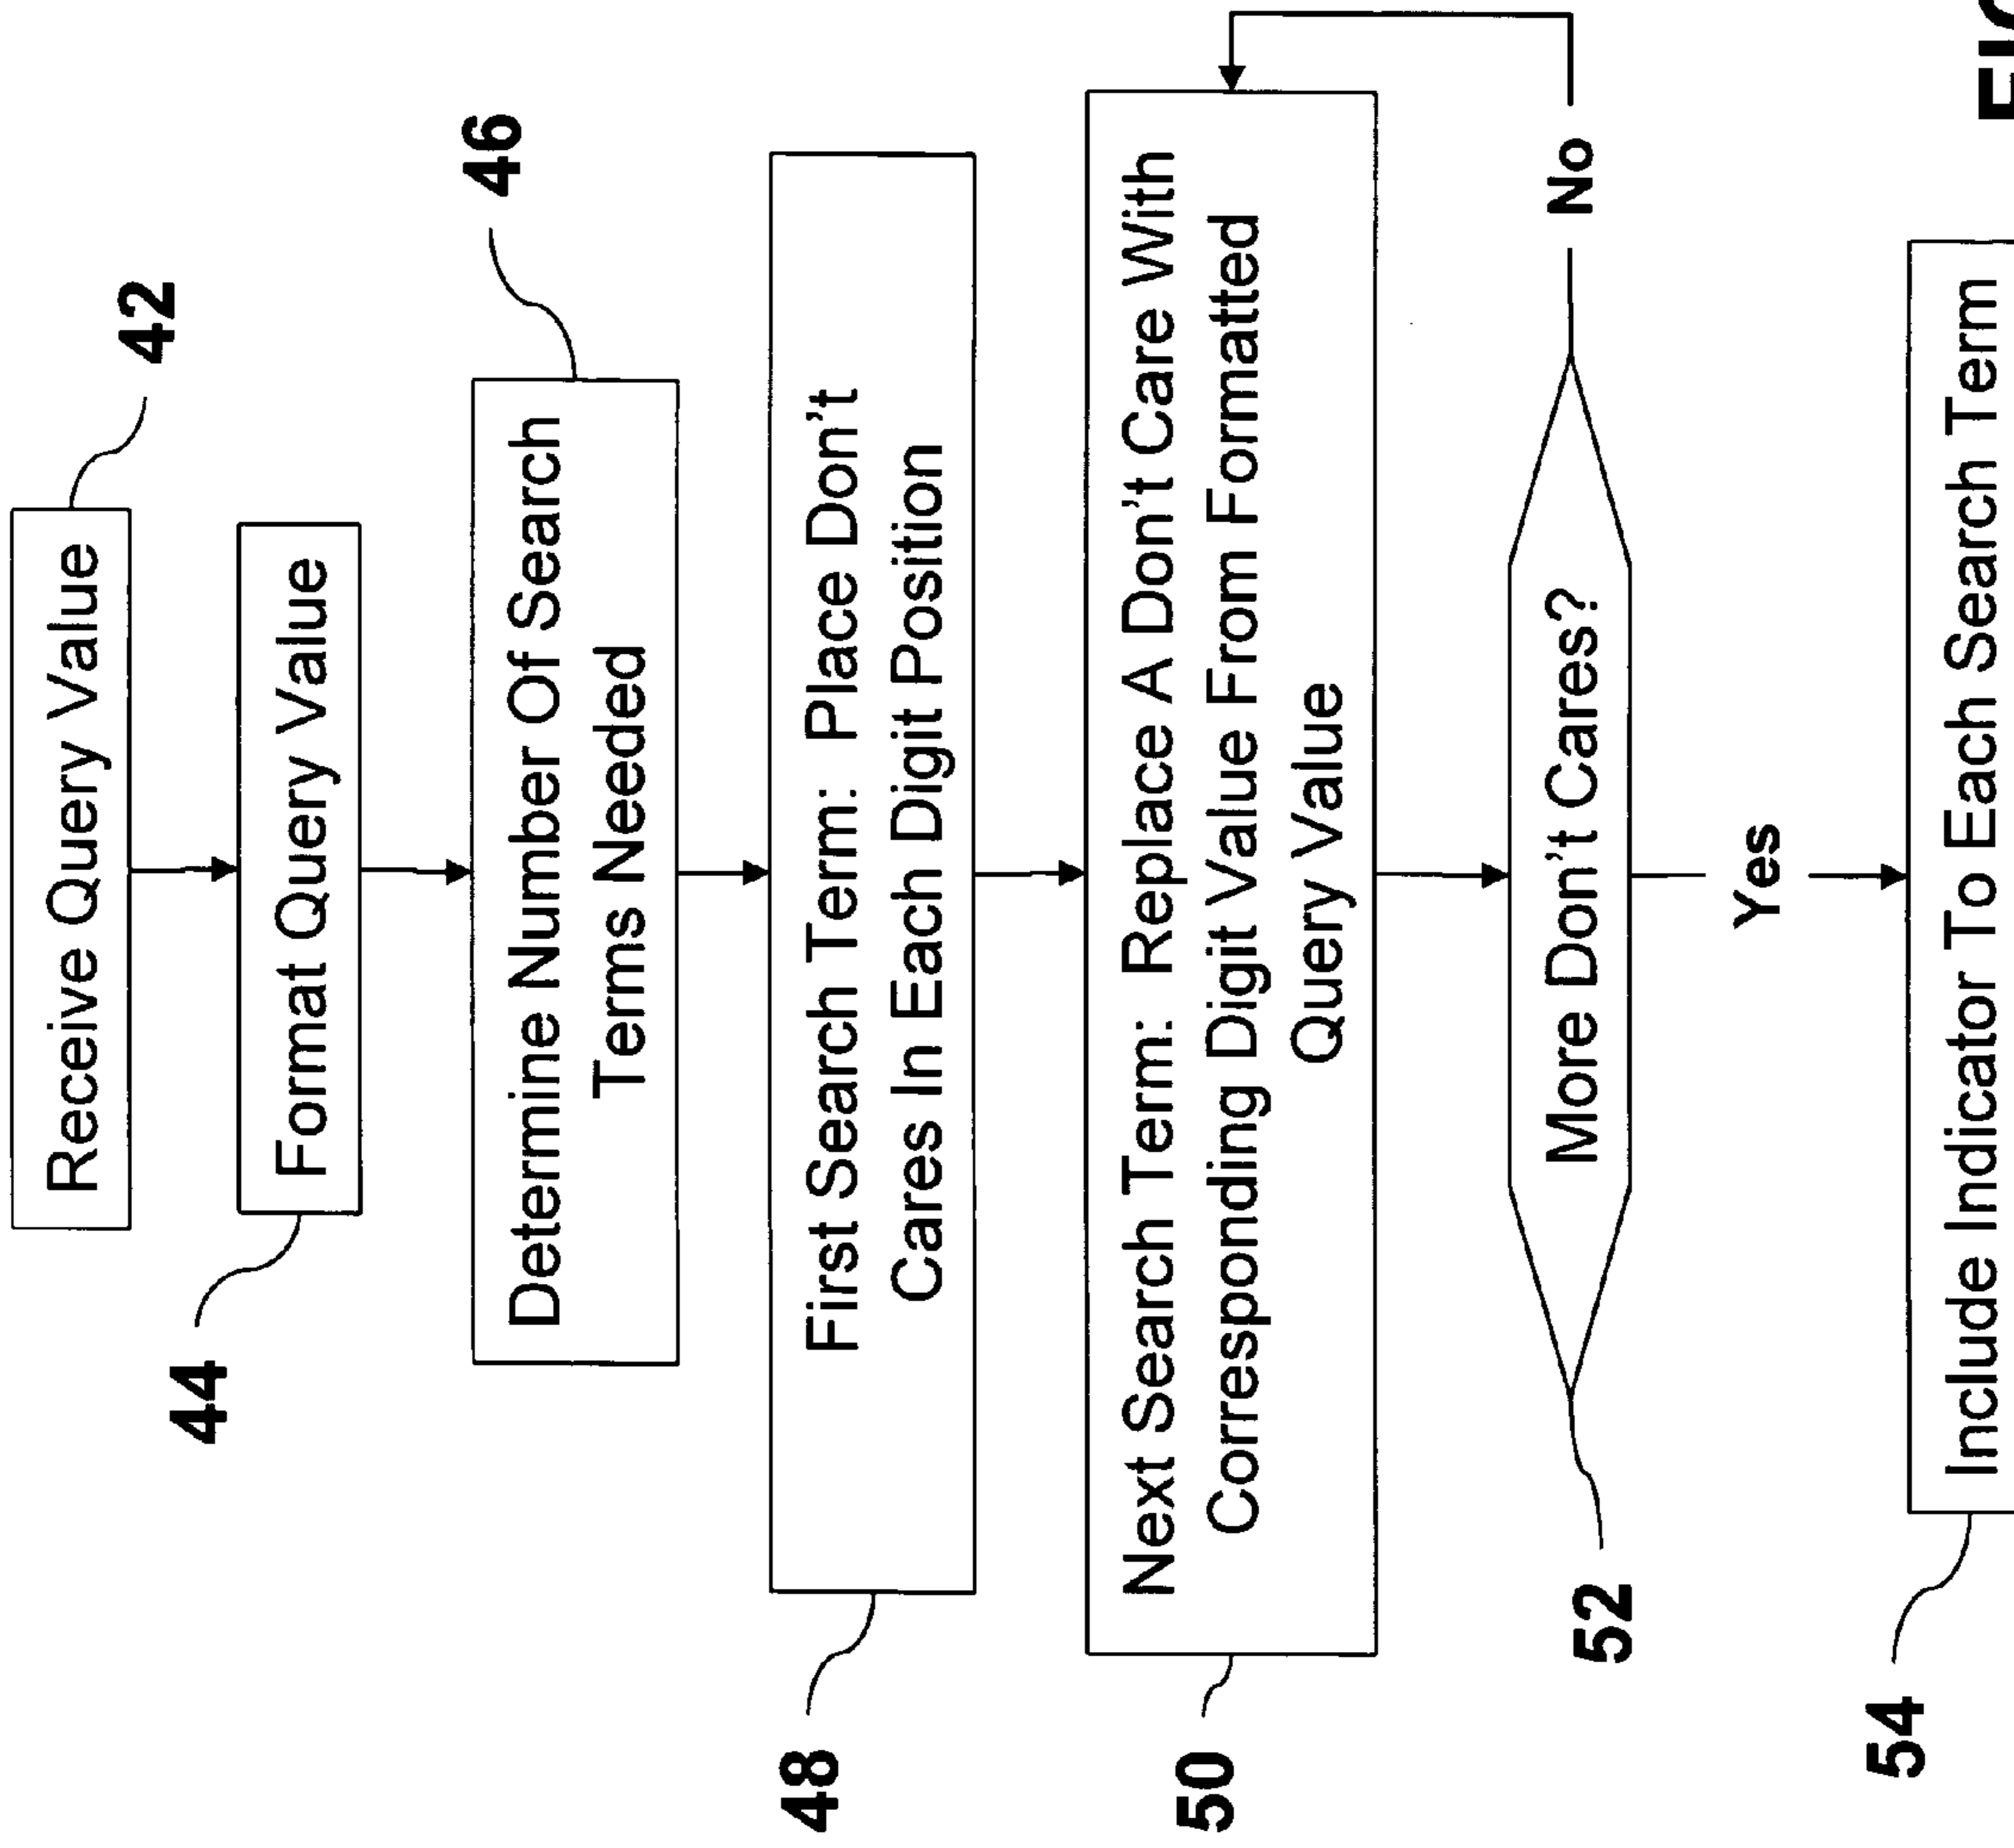 Receive Query Value
42
Format Query Value
44
Determine Number Of Search
Terms Needed
46
First Search Term: Place Don't
Cares In Each Digit Position
48
Next Search Term: Replace A Don't Care With
Corresponding Digit Value From Formatted
Query Value
50
More Don't Cares?
52
No
Yes
Include Indicator To Each Search Term
54